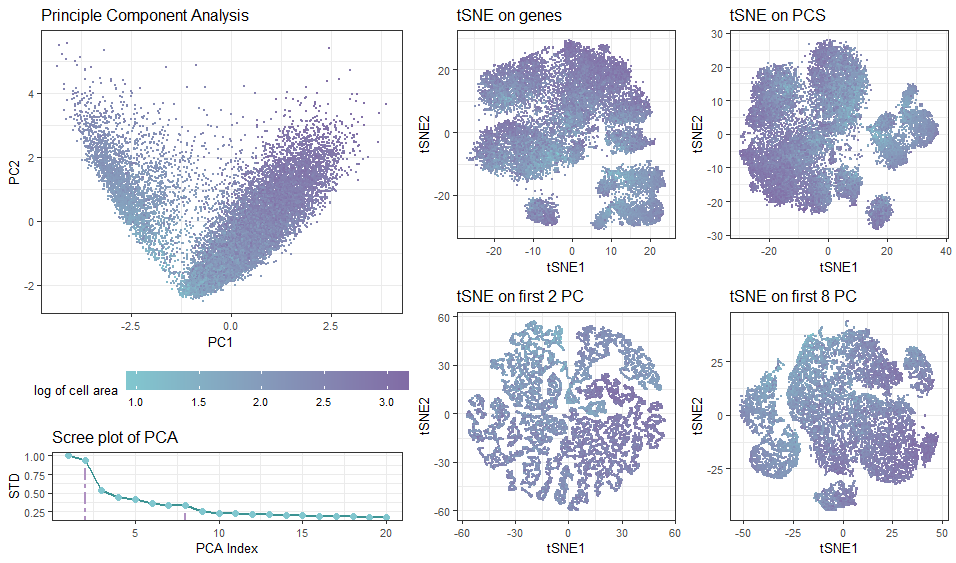 Principle Component Analysis
4
2
0
-2
PC2
-2.5 0.0 2.5
PC1
log of cell area
1.0 1.5 2.0 2.5 3.0
Scree plot of PCA
1.00
0.75
0.50
0.25
STD
5 10 15 20
PCA Index
tSNE on genes
20
0
-20
tSNE2
-20 -10 0 10 20
tSNE1
tSNE on PCS
30
20
10
0
-10
-20
-30
tSNE2
-20 0 20 40
tSNE1
tSNE on first 2 PC
60
30
0
-30
-60
tSNE2
-60 -30 0 30 60
tSNE1
tSNE on first 8 PC
25
0
-25
tSNE2
-50 -25 0 25 50
tSNE1